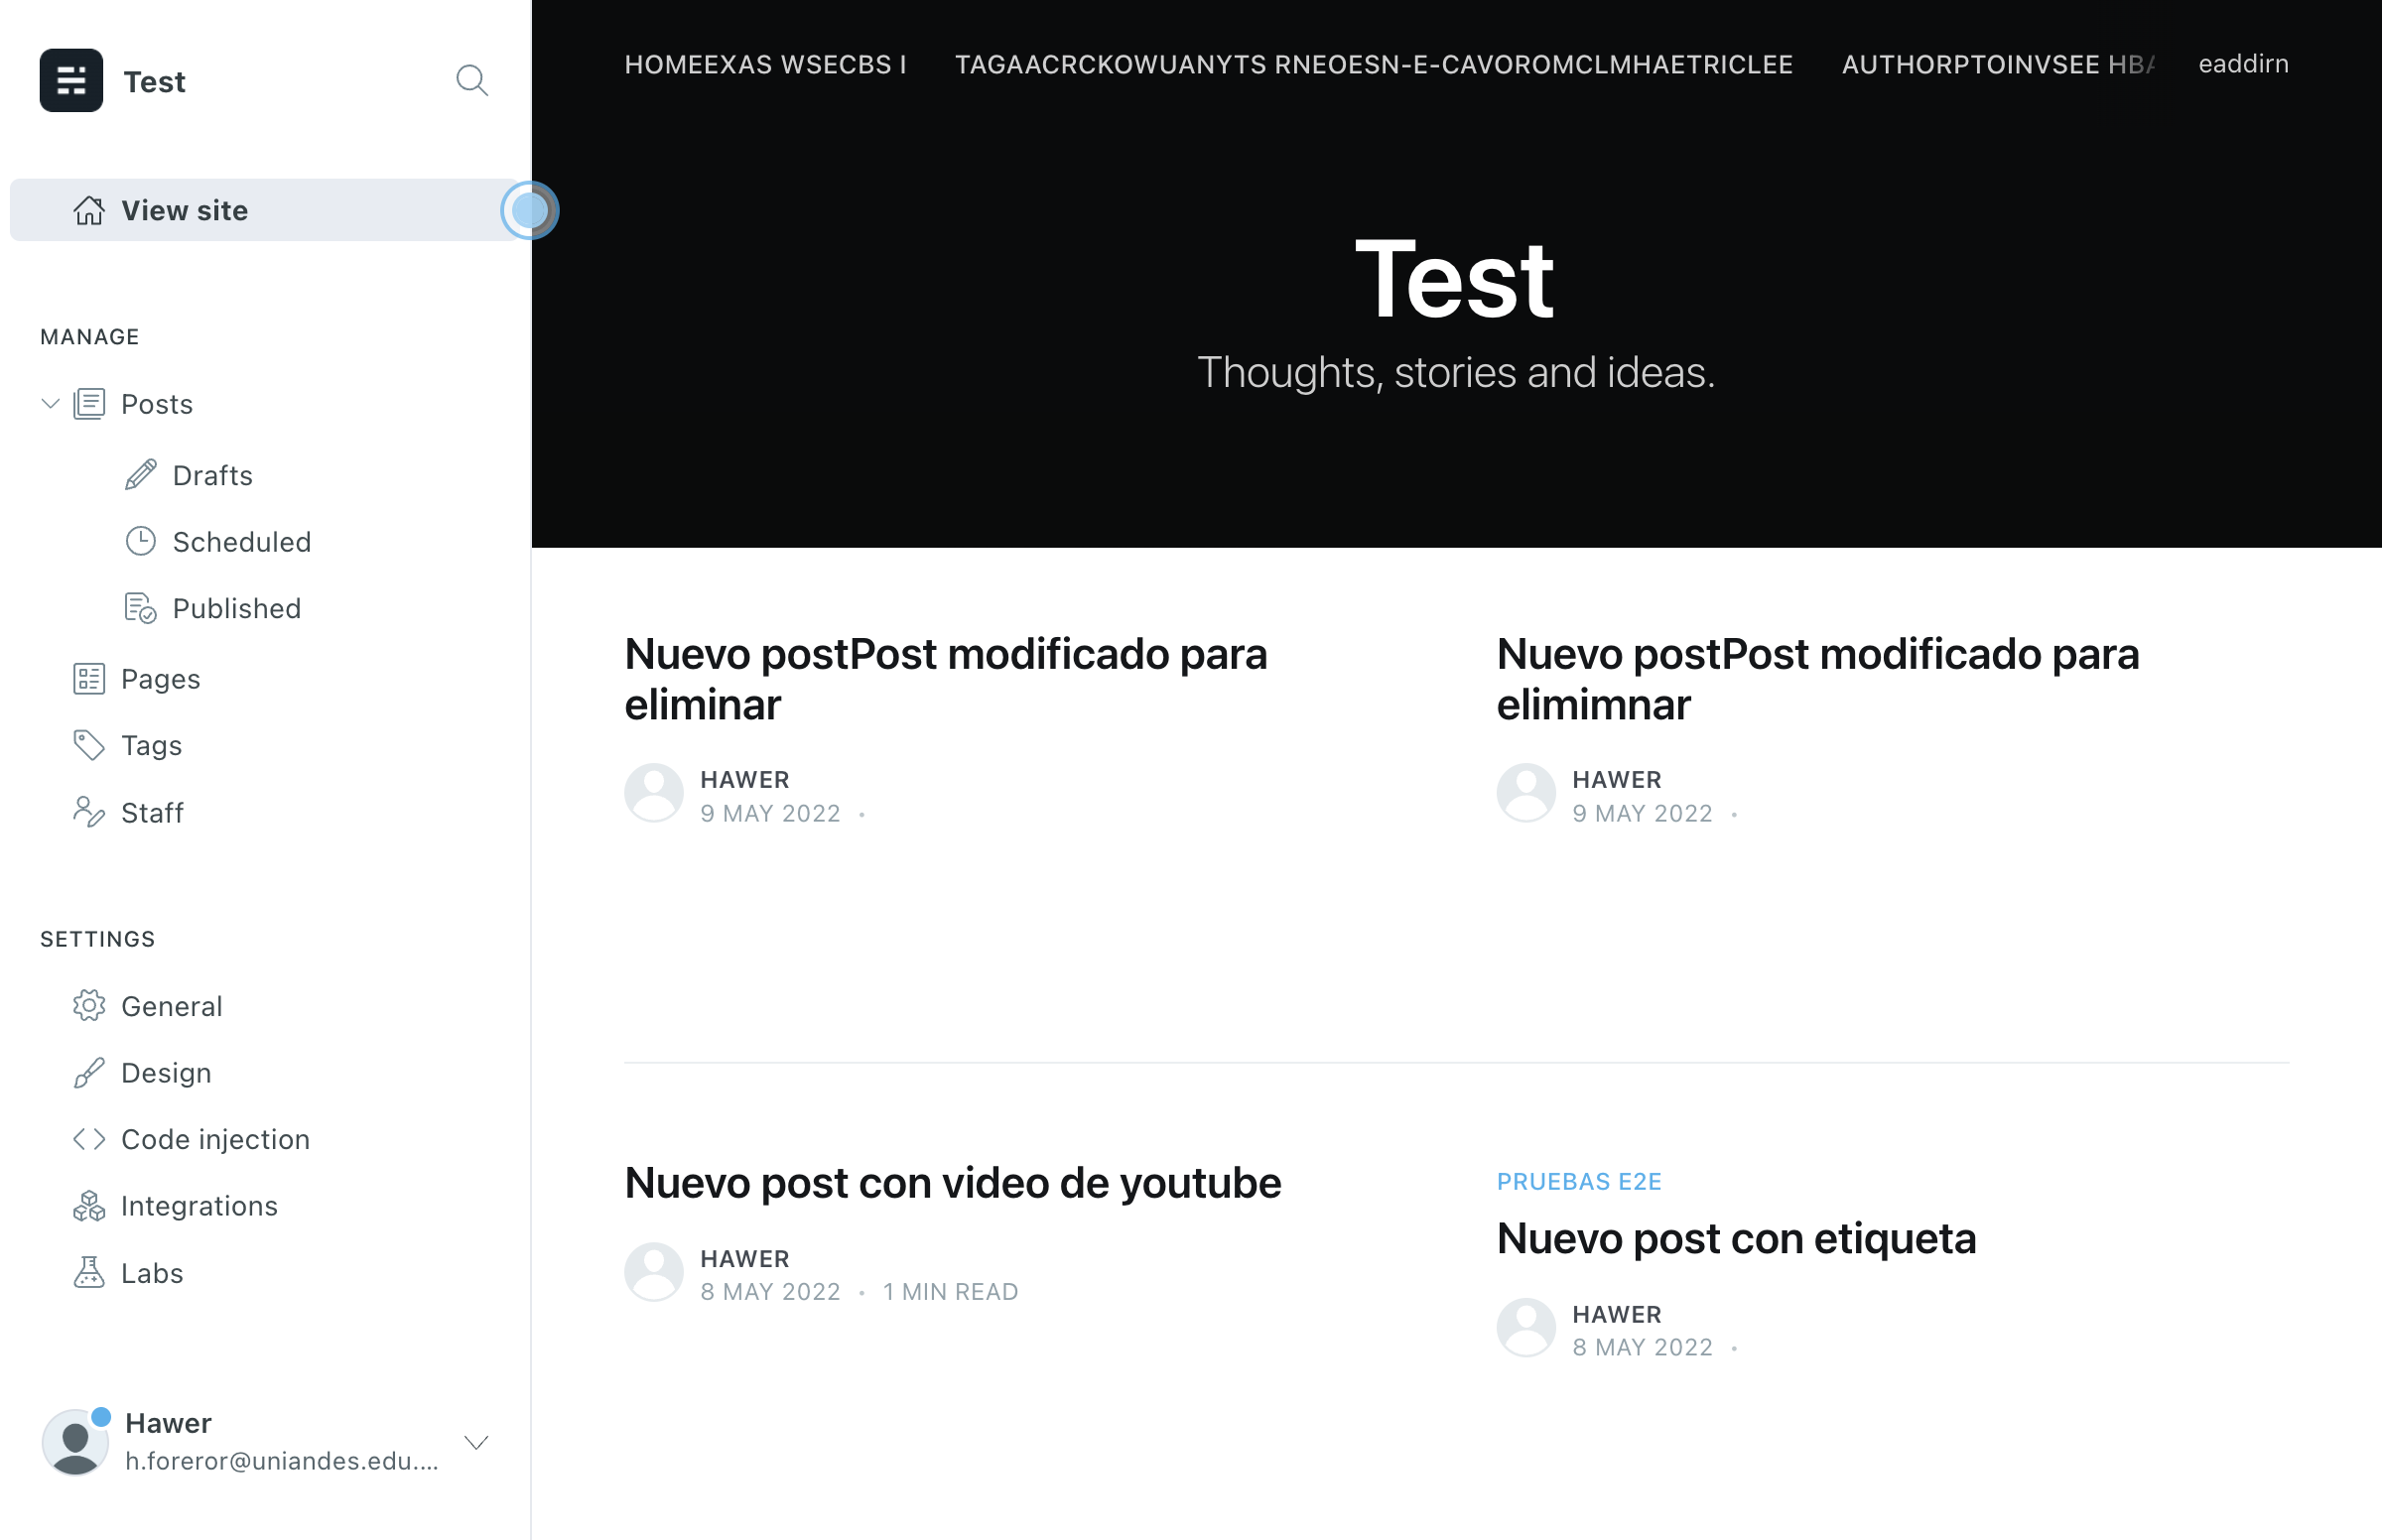 Test
View site
MANAGE
Posts
Drafts
Scheduled
Published
Pages
Tags
Staff
SETTINGS
General
Design
Code injection
Integrations
Labs
Hawer
h.foreror@uniandes.edu....
HOMEEXAS WSECBS I TAGAACRCKOWUANYTS RNEOESN-E-CAVOROMCLMHAETRICLEE AUTHORPTOINVSEE HBA eaddirn
Test
Thoughts, stories and ideas.
Nuevo postPost modificado para
eliminar
HAWER
9 MAY 2022 •
Nuevo postPost modificado para
elimimnar
HAWER
9 MAY 2022 •
Nuevo post con video de youtube
HAWER
8 MAY 2022 • 1 MIN READ
PRUEBAS E2E
Nuevo post con etiqueta
HAWER
8 MAY 2022 •